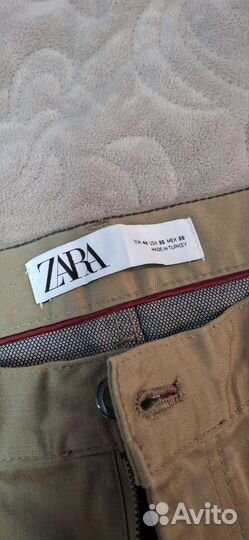 ZARA
EUR 46 USA 36 MEX 36
MADE IN TURKEY
Avito